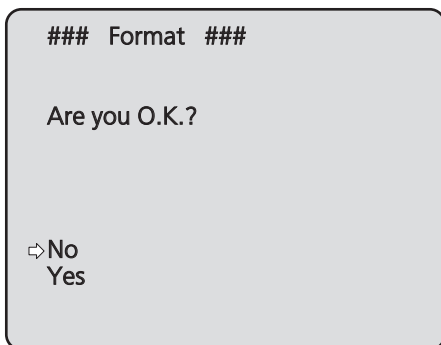 ### Format ###
Are you O.K.?
⇨No
Yes